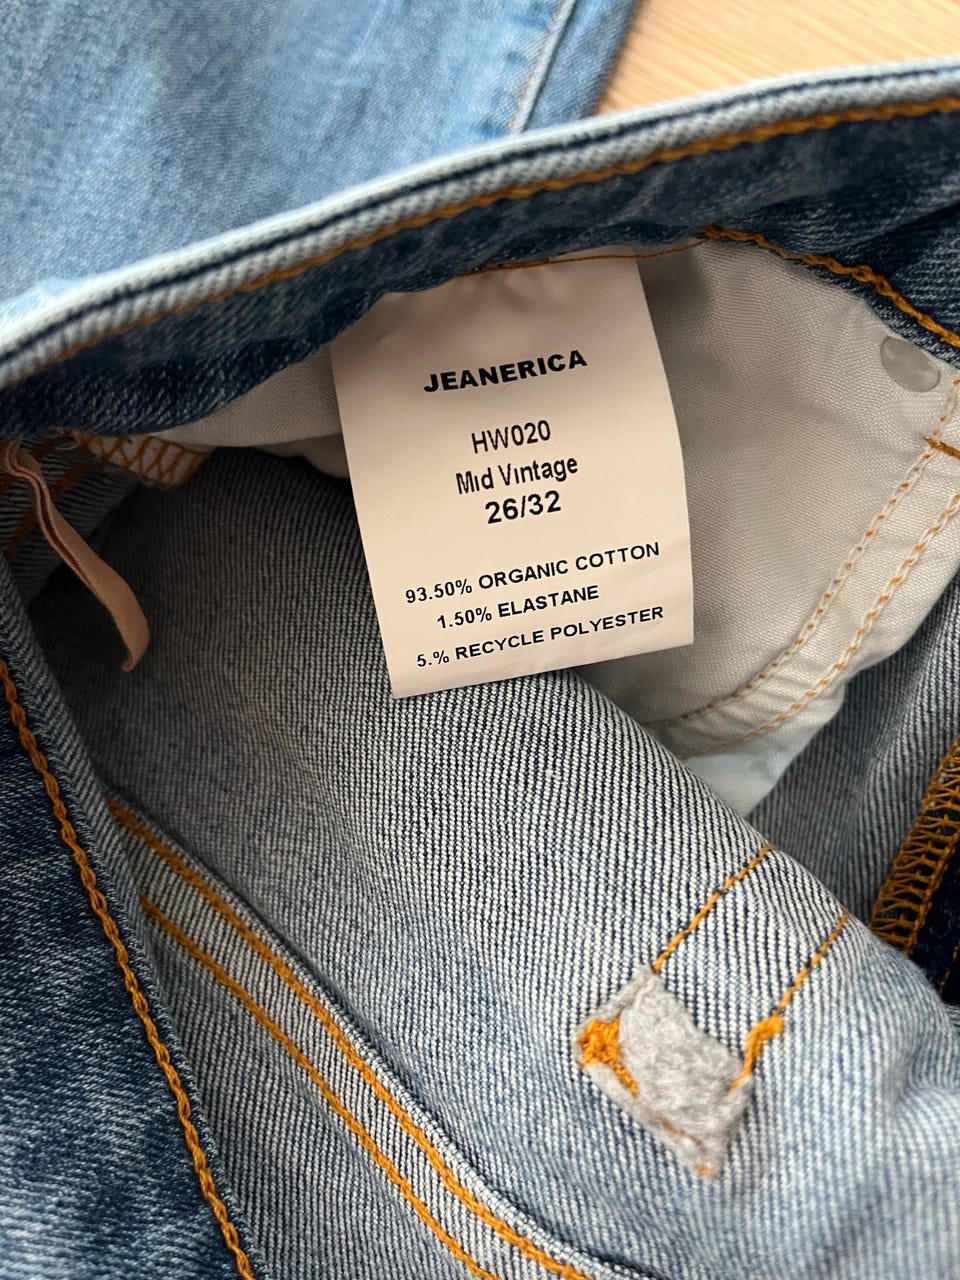 JEANERICA
HW020
Mid Vintage
26/32
93.50% ORGANIC COTTON
1.50% ELASTANE
5.% RECYCLE POLYESTER